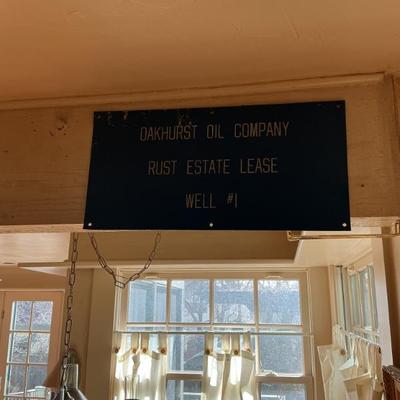 OAKHURST OIL COMPANY
RUST ESTATE LEASE
WELL #1